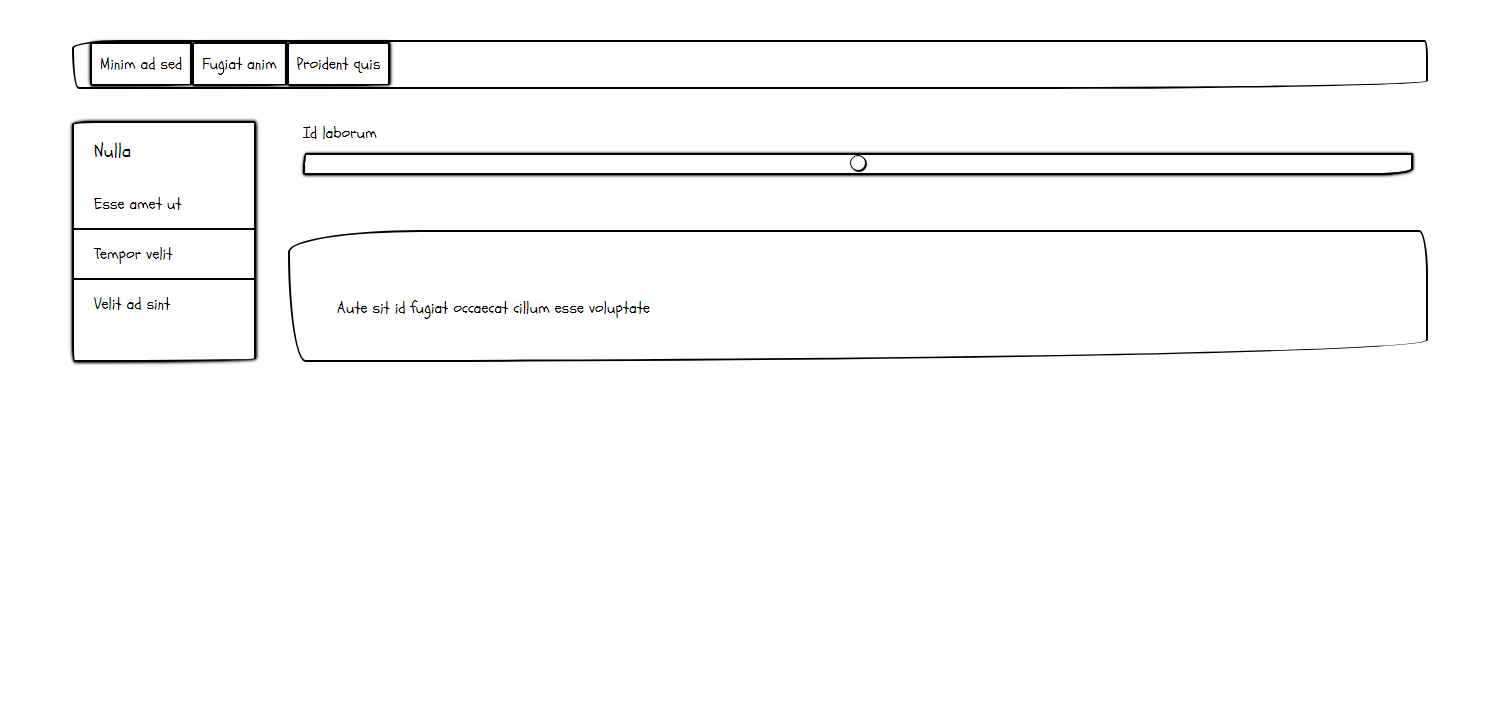 Minim ad sed Fugiat anim Proident quis
Nulla
Esse amet ut
Tempor velit
Velit ad sint
Id laborum
Aute sit id fugiat occaecat cillum esse voluptate